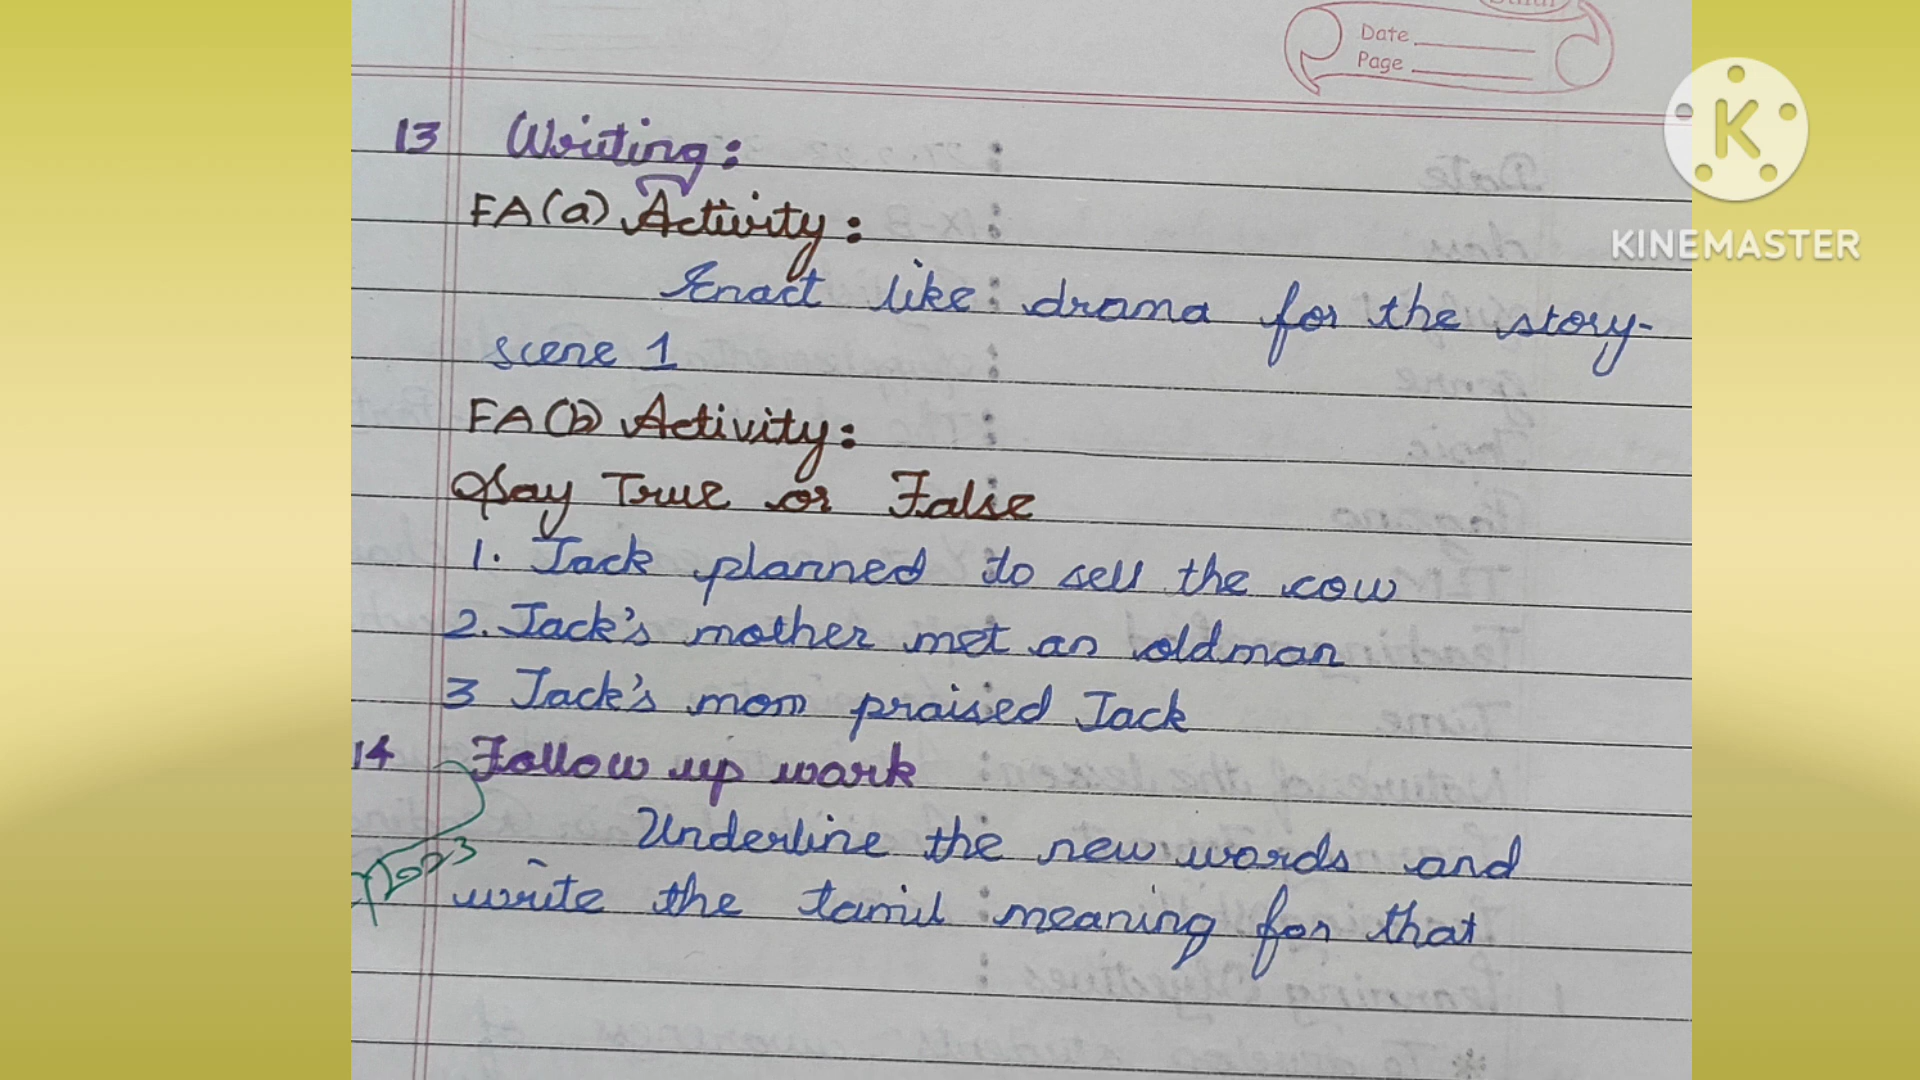 Date
Page
K
KINEMASTER
13 Writing:
FA(a) Activity:
Enact like drama for the story-
scene 1
FA(b) Activity:
Say True or False
1. Jack planned to sell the cow
2. Jack's mother met an oldman
3 Jack's mom praised Jack
14 Follow up work
Underline the new words and
write the tamil meaning for that